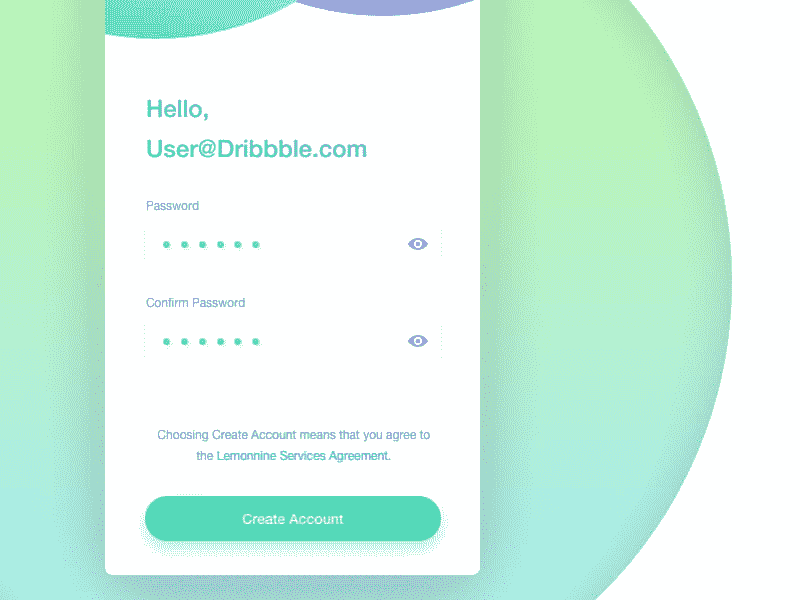 Hello,
User@Dribbble.com
Password
Confirm Password
Choosing Create Account means that you agree to
the Lemonnine Services Agreement.
Create Account